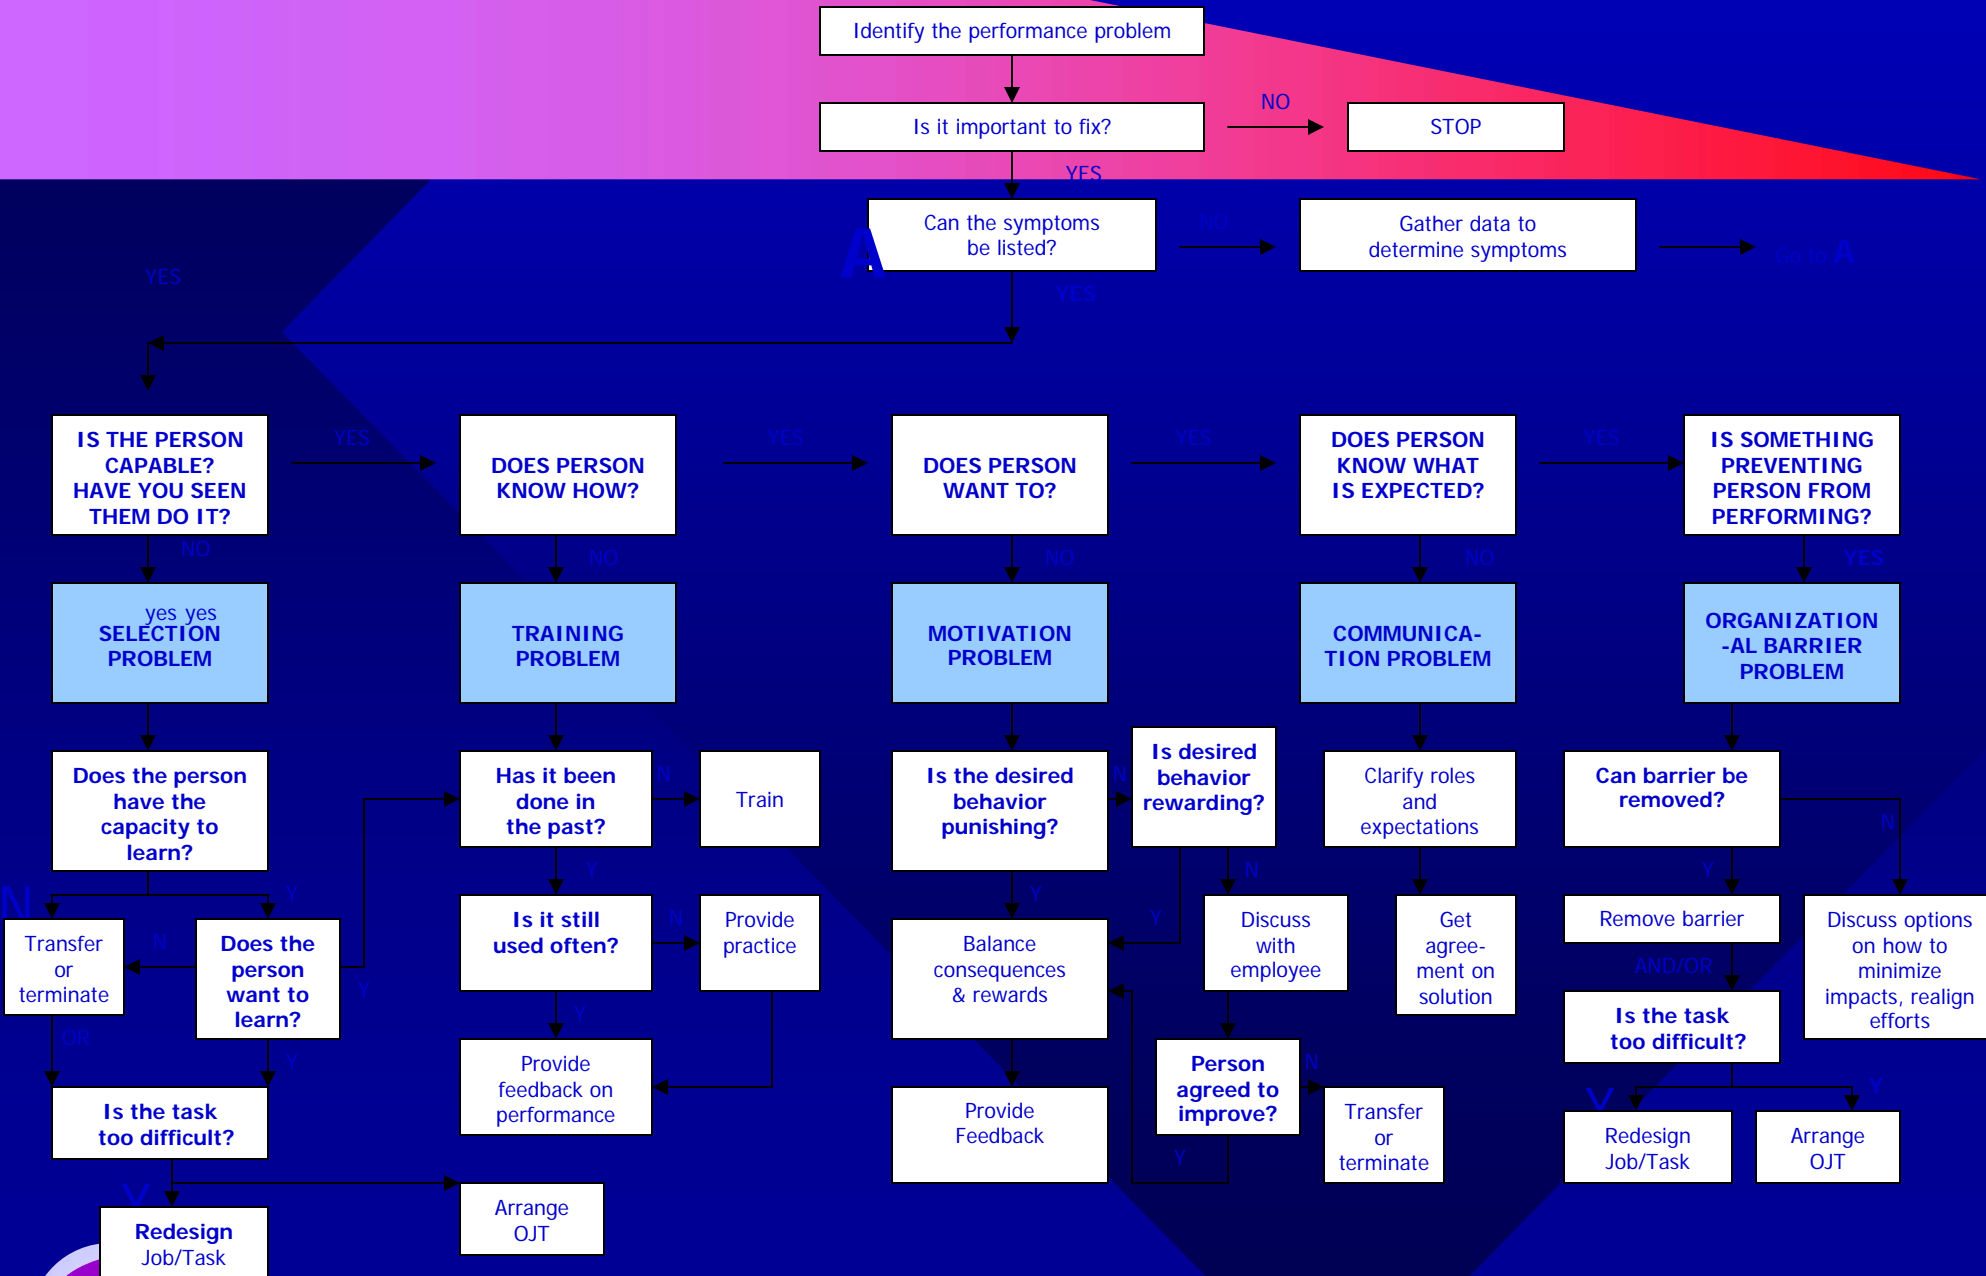 Identify the performance problem
Is it important to fix?
NO
STOP
YES
Can the symptoms
be listed?
A
NO
Gather data to
determine symptoms
Go to A
YES
YES
IS THE PERSON
CAPABLE?
HAVE YOU SEEN
THEM DO IT?
YES
DOES PERSON
KNOW HOW?
YES
DOES PERSON
WANT TO?
YES
DOES PERSON
KNOW WHAT
IS EXPECTED?
YES
IS SOMETHING
PREVENTING
PERSON FROM
PERFORMING?
NO
NO
NO
NO
YES
yes yes
SELECTION
PROBLEM
TRAINING
PROBLEM
MOTIVATION
PROBLEM
COMMUNICA-
TION PROBLEM
ORGANIZATION
-AL BARRIER
PROBLEM
Does the person
have the
capacity to
learn?
N
Y
Transfer
or
terminate
N
Does the
person
want to
learn?
Y
OR
Y
Is the task
too difficult?
Y
Redesign
Job/Task
Arrange
OJT
Has it been
done in
the past?
N
Train
Y
Is it still
used often?
N
Provide
practice
Y
Provide
feedback on
performance
Is the desired
behavior
punishing?
N
Is desired
behavior
rewarding?
Y
Y
N
Balance
consequences
& rewards
Discuss
with
employee
Provide
Feedback
Person
agreed to
improve?
N
Y
Transfer
or
terminate
Clarify roles
and
expectations
Get
agree-
ment on
solution
Can barrier be
removed?
N
Y
Remove barrier
Discuss options
on how to
minimize
impacts, realign
efforts
AND/OR
Is the task
too difficult?
Y
Y
Redesign
Job/Task
Arrange
OJT